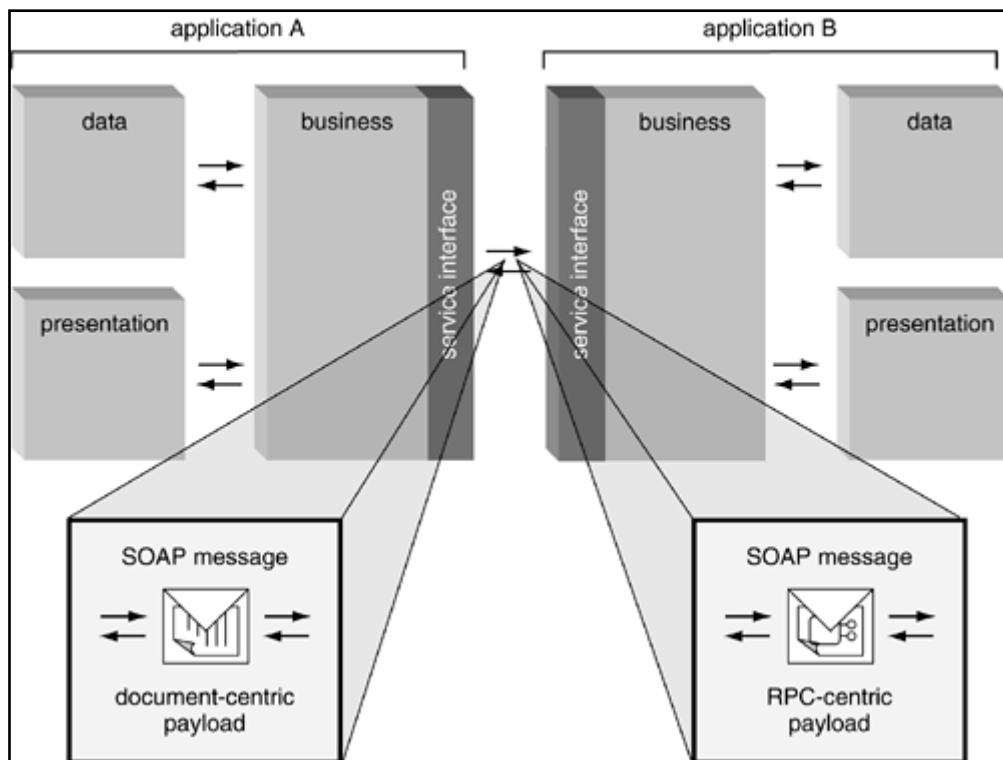 application A
application B
data
business
service interface
service interface
business
data
presentation
presentation
SOAP message
document-centric
payload
SOAP message
RPC-centric
payload